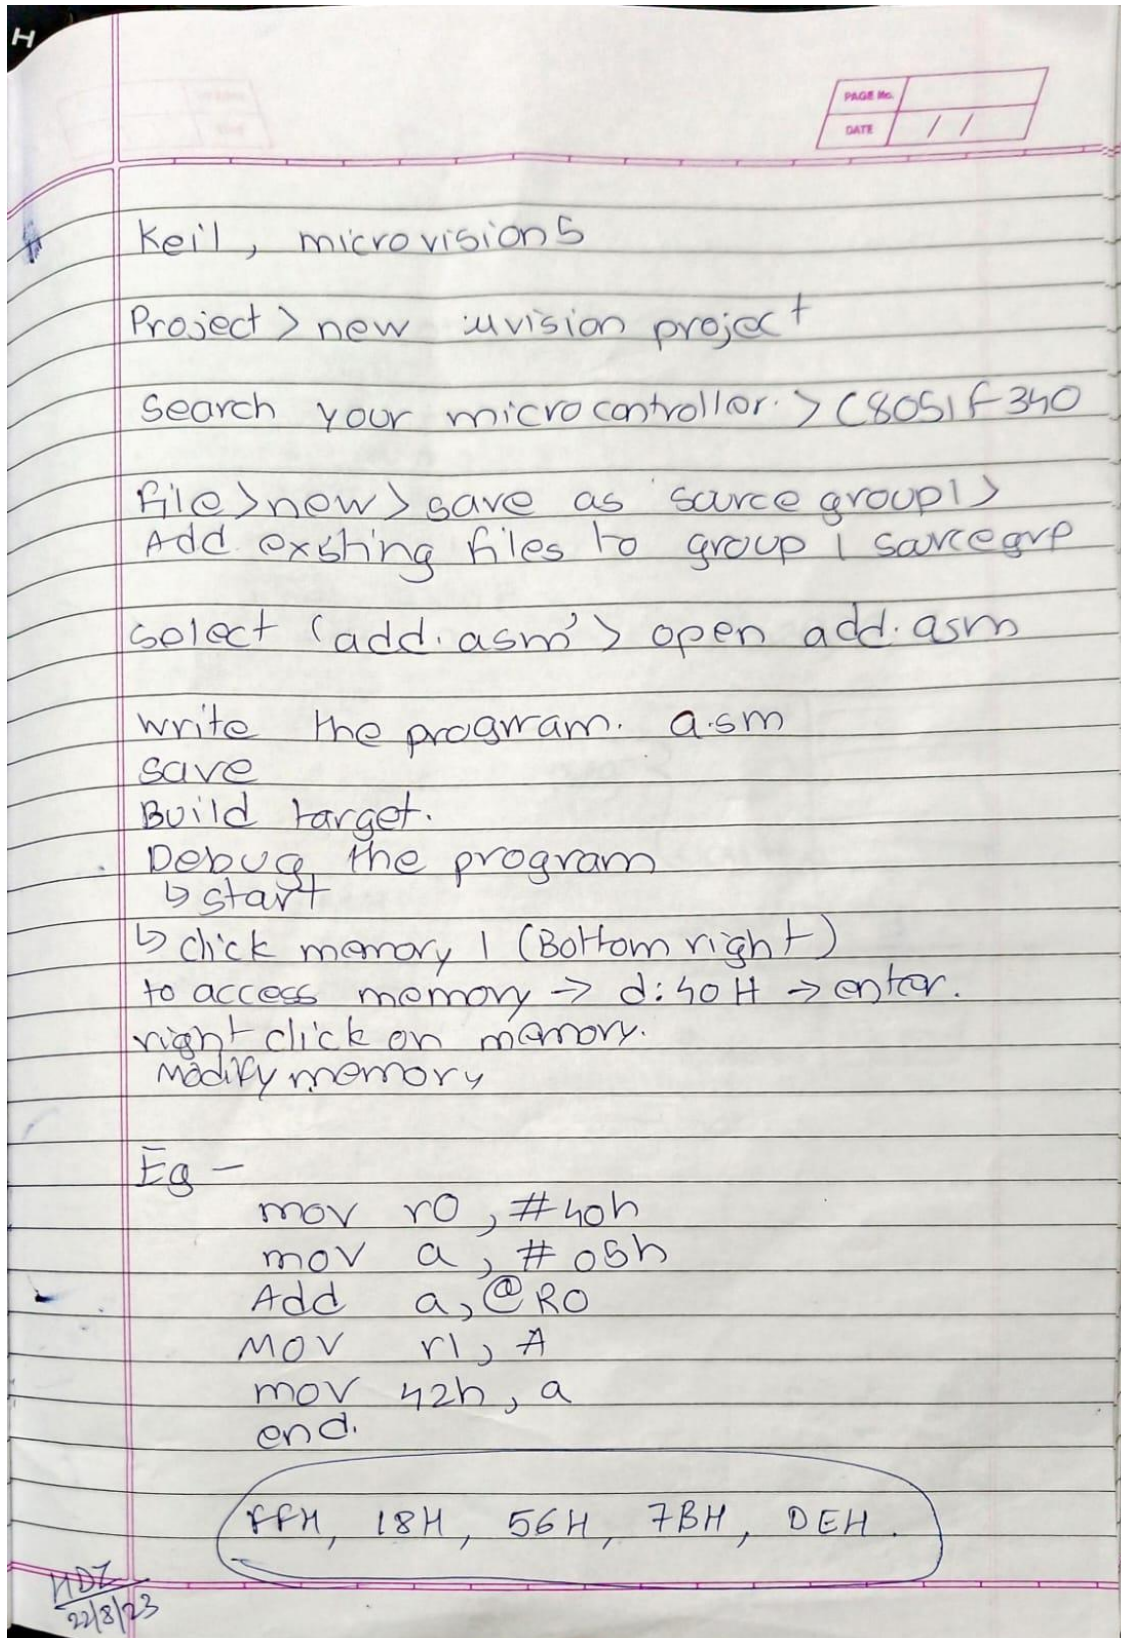 H
PAGE No.
DATE / /
Keil, microvision5
Project > new uvision project
Search your microcontroller. > C8051F340
File > new > save as 'sarce group1 >
Add existing files to group 1 sarcegrp
Select 'add.asm' > open add.asm
Write the program. a.sm
save
Build target.
Debug the program
↳ start
↳ click memory 1 (Bottom right)
to access memory → d:40H → enter.
right click on memory.
Modify memory
Eg -
mov r0, #40h
mov a, #05h
Add a, @R0
MOV r1, A
mov 42h, a
end.
FFH, 18H, 56H, 7BH, DEH.
22/8/23